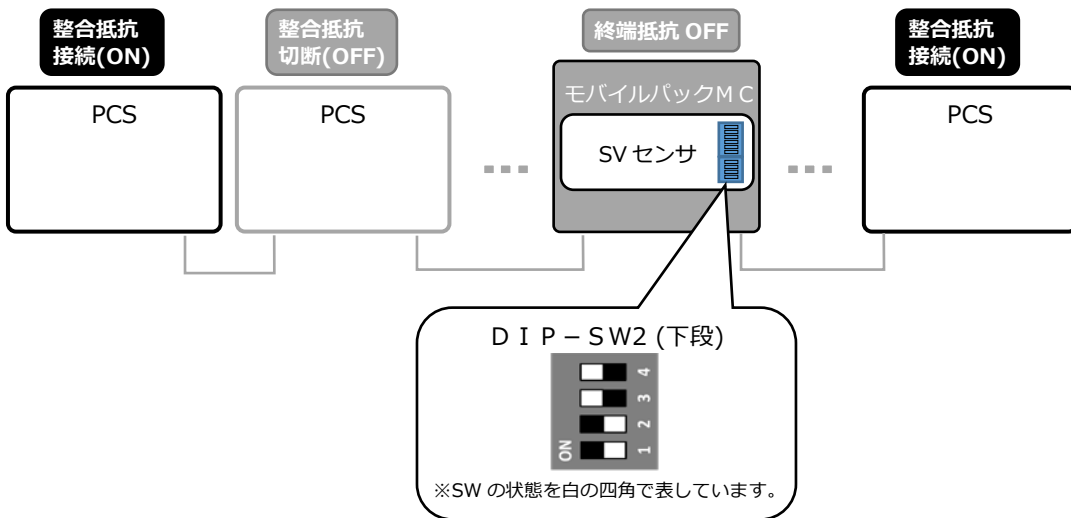 整合抵抗
接続(ON)
整合抵抗
切断(OFF)
終端抵抗 OFF
整合抵抗
接続(ON)
PCS
PCS
モバイルパックＭＣ
SV センサ
PCS
ＤＩＰ－ＳＷ2 (下段)
4
3
2
1
ON
※SW の状態を白の四角で表しています。